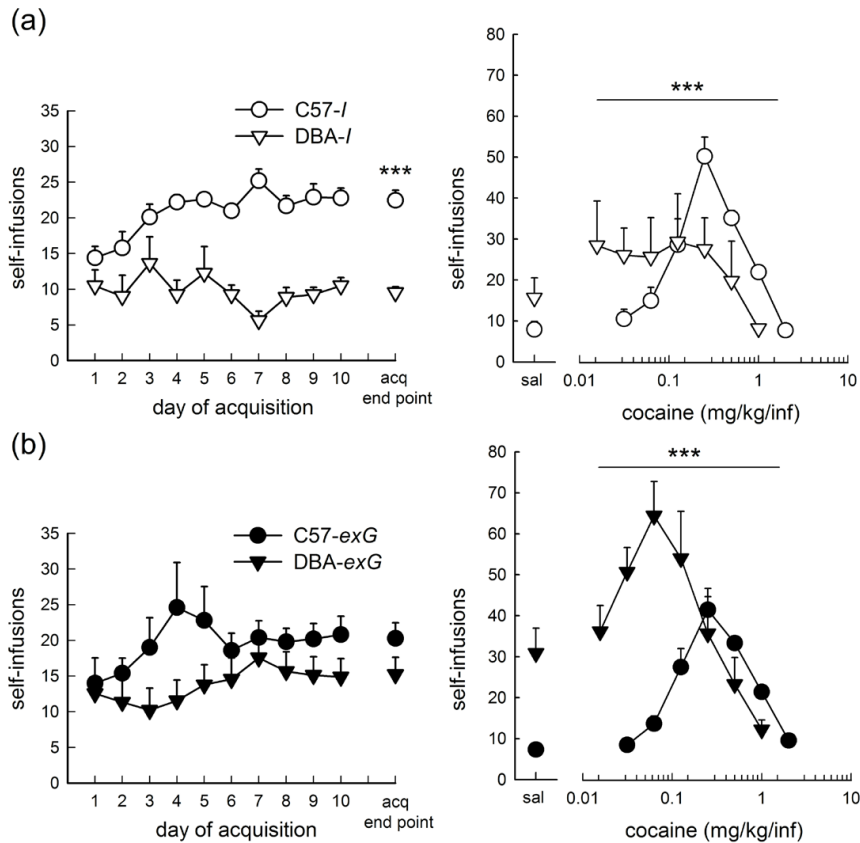 (a)
35
30
25
20
15
10
5
0
self-infusions
C57-I
DBA-I
***
1 2 3 4 5 6 7 8 9 10 acq
end point
day of acquisition
80
70
60
50
40
30
20
10
0
self-infusions
***
sal 0.01 0.1 1 10
cocaine (mg/kg/inf)
(b)
35
30
25
20
15
10
5
0
self-infusions
C57-exG
DBA-exG
1 2 3 4 5 6 7 8 9 10 acq
end point
day of acquisition
80
70
60
50
40
30
20
10
0
self-infusions
***
sal 0.01 0.1 1 10
cocaine (mg/kg/inf)